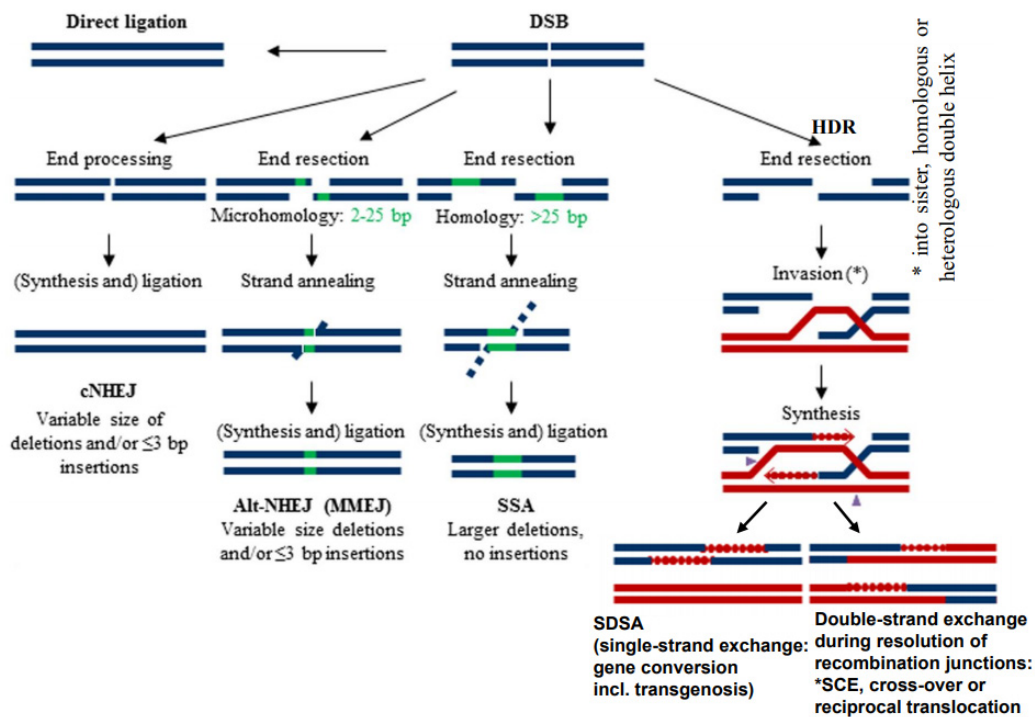 Direct ligation
DSB
HDR
* into sister, homologous or
heterologous double helix
End processing
End resection
End resection
End resection
Microhomology: 2-25 bp
Homology: >25 bp
(Synthesis and) ligation
Strand annealing
Strand annealing
Invasion (*)
cNHEJ
Variable size of
deletions and/or ≤3 bp
insertions
(Synthesis and) ligation
(Synthesis and) ligation
Synthesis
Alt-NHEJ (MMEJ)
Variable size deletions
and/or ≤3 bp insertions
SSA
Larger deletions,
no insertions
SDSA
(single-strand exchange:
gene conversion
incl. transgenosis)
Double-strand exchange
during resolution of
recombination junctions:
*SCE, cross-over or
reciprocal translocation